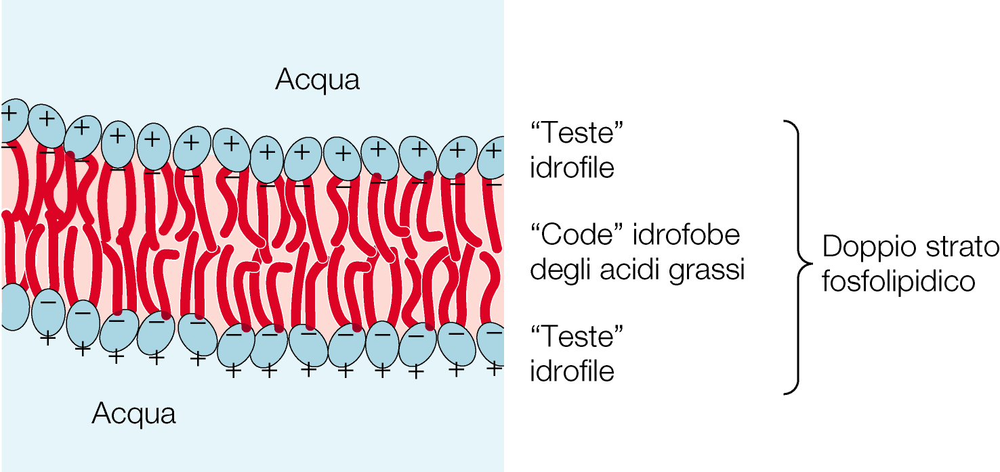 Acqua
“Teste”
idrofile
“Code” idrofobe
degli acidi grassi
Doppio strato
fosfolipidico
“Teste”
idrofile
Acqua